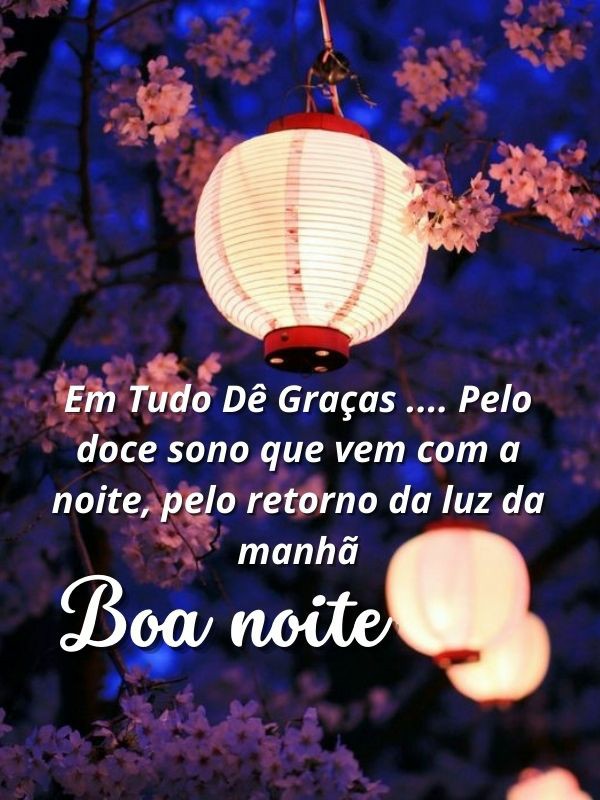 Em Tudo Dê Graças .... Pelo
doce sono que vem com a
noite, pelo retorno da luz da
manhã
Boa noite